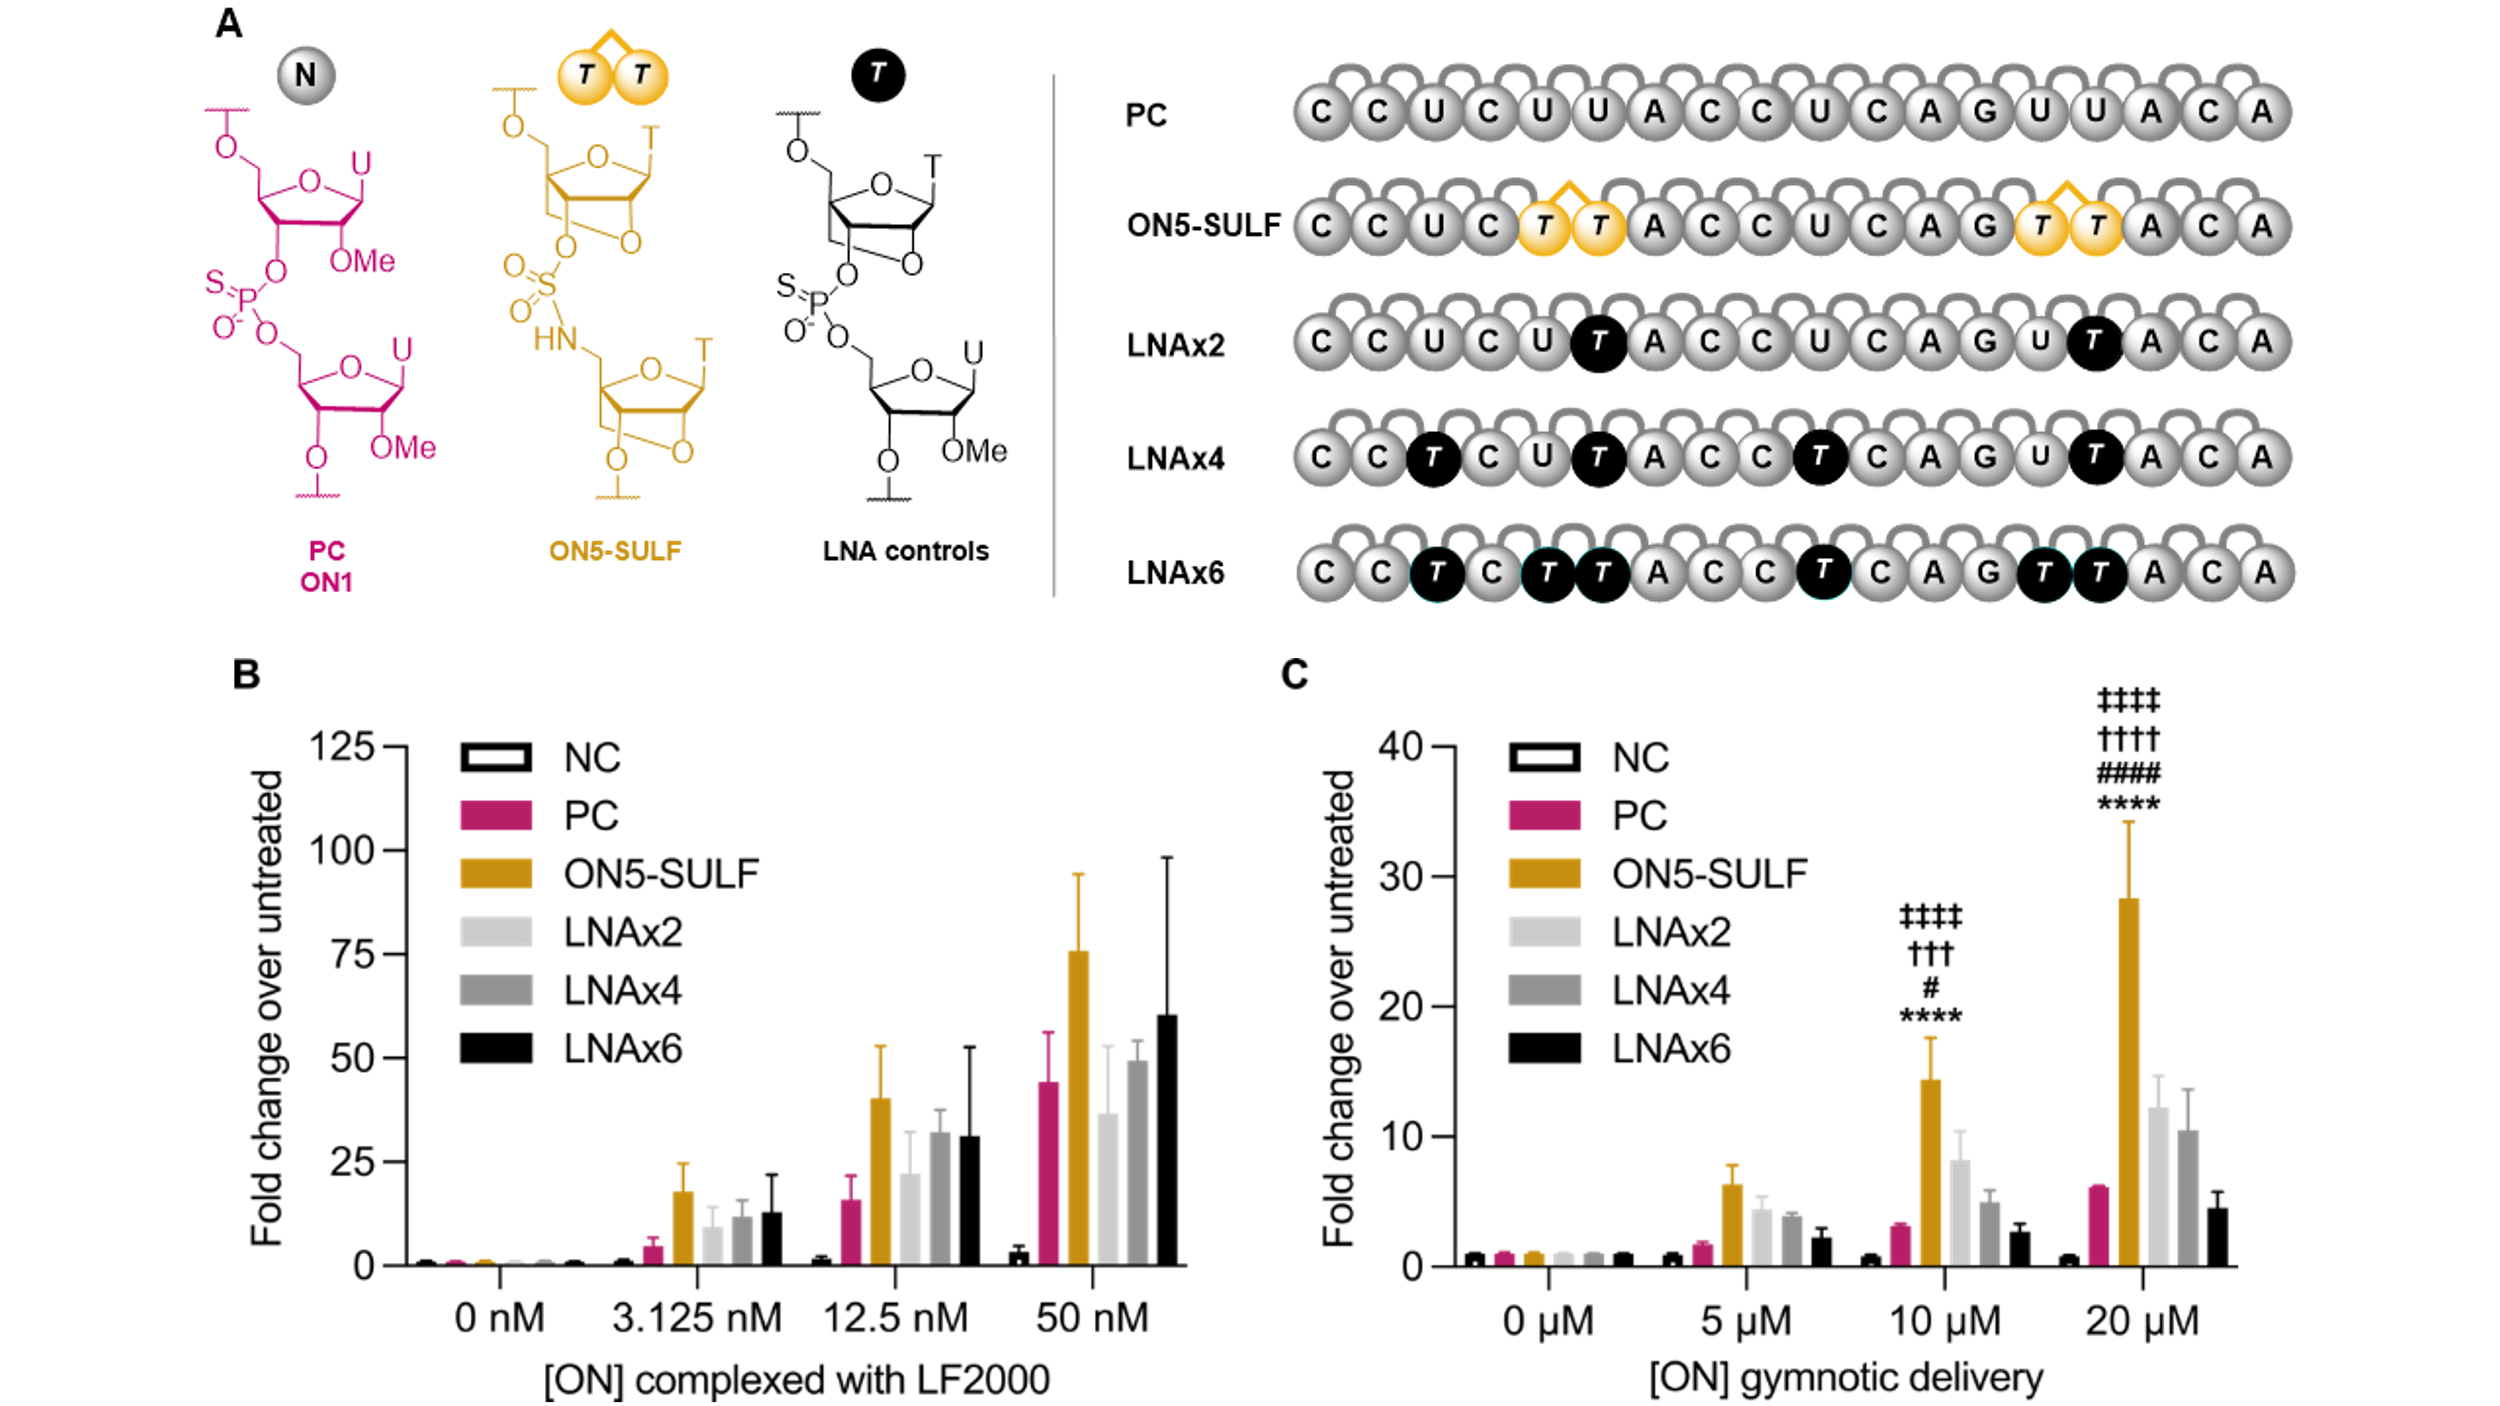 A
N
T T
T
O
O
U
OMe
O
S
P
O-
O
O
U
OMe
O
PC
ON1
O
O
T
O
O
O
S
O
HN
O
T
O
O
ON5-SULF
O
O
T
O
O
S
P
O-
O
O
U
OMe
O
LNA controls
PC C C U C U U A C C U C A G U U A C A
ON5-SULF C C U C T T A C C U C A G T T A C A
LNAx2 C C U C U T A C C U C A G U T A C A
LNAx4 C C T C U T A C C T C A G U T A C A
LNAx6 C C T C T T A C C T C A G T T A C A
B
Fold change over untreated
125
100
75
50
25
0
NC
PC
ON5-SULF
LNAx2
LNAx4
LNAx6
0 nM 3.125 nM 12.5 nM 50 nM
[ON] complexed with LF2000
C
Fold change over untreated
40
30
20
10
0
NC
PC
ON5-SULF
LNAx2
LNAx4
LNAx6
‡‡‡‡
†††
#
****
‡‡‡‡
††††
####
****
0 µM 5 µM 10 µM 20 µM
[ON] gymnotic delivery